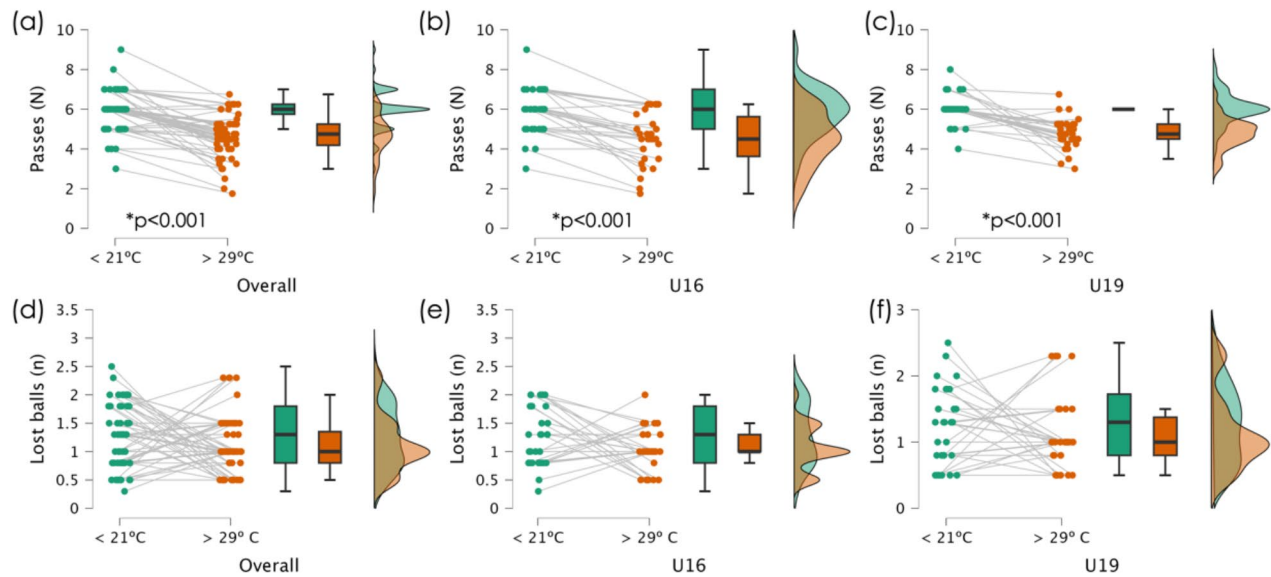 (a)
10
8
6
4
2
0
Passes (N)
*p<0.001
< 21ºC
> 29ºC
Overall
(b)
10
8
6
4
2
0
Passes (N)
*p<0.001
< 21ºC
> 29ºC
U16
(c)
10
8
6
4
2
0
Passes (N)
*p<0.001
< 21ºC
> 29ºC
U19
(d)
3.5
3
2.5
2
1.5
1
0.5
0
Lost balls (n)
< 21ºC
> 29º C
Overall
(e)
3.5
3
2.5
2
1.5
1
0.5
0
Lost balls (n)
< 21ºC
> 29º C
U16
(f)
3
2
1
0
Lost balls (n)
< 21ºC
> 29º C
U19